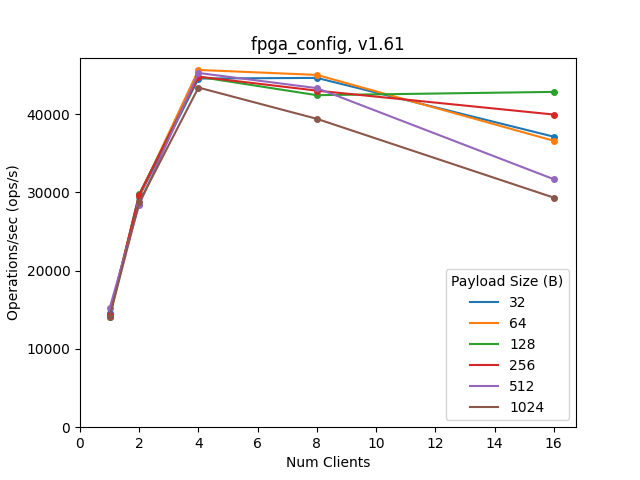 fpga_config, v1.61
Operations/sec (ops/s)
40000
30000
20000
10000
0
0 2 4 6 8 10 12 14 16
Num Clients
Payload Size (B)
32
64
128
256
512
1024